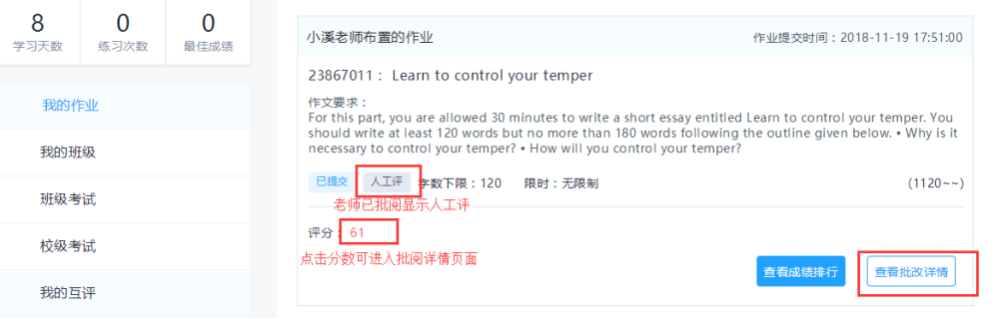 8
0
0
学习天数
练习次数
最佳成绩
我的作业
我的班级
班级考试
校级考试
我的互评
小溪老师布置的作业
作业提交时间：2018-11-19 17:51:00
23867011： Learn to control your temper
作文要求：
For this part, you are allowed 30 minutes to write a short essay entitled Learn to control your temper. You
should write at least 120 words but no more than 180 words following the outline given below. • Why is it
necessary to control your temper? • How will you control your temper?
已提交 人工评 字数下限：120 限时：无限制 (1120~~)
老师已批阅显示人工评
评分：61
点击分数可进入批阅详情页面
查看成绩排行 查看批改详情